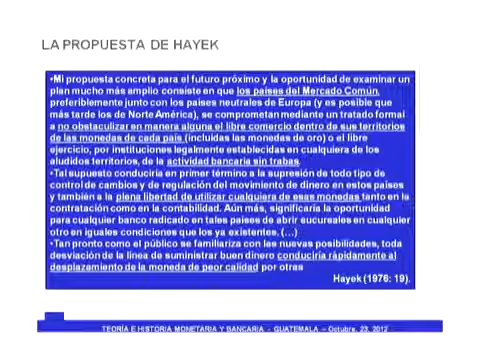 LA PROPUESTA DE HAYEK
•Mi propuesta concreta para el futuro próximo y la oportunidad de examinar un
plan mucho más amplio consiste en que los países del Mercado Común,
preferiblemente junto con los países neutrales de Europa (y es posible que
más tarde los de Norte América), se comprometan mediante un tratado formal
a no obstaculizar en manera alguna el libre comercio dentro de sus territorios
de las monedas de cada país (incluidas las monedas de oro) o el libre
ejercicio, por instituciones legalmente establecidas en cualquiera de los
aludidos territorios, de la actividad bancaria sin trabas.
•Tal supuesto conduciría en primer término a la supresión de todo tipo de
control de cambios y de regulación del movimiento de dinero en estos países
y también a la plena libertad de utilizar cualquiera de esas monedas tanto en la
contratación como en la contabilidad. Aún más, significaría la oportunidad
para cualquier banco radicado en tales países de abrir sucursales en cualquier
otro en iguales condiciones que los ya existentes. (…)
•Tan pronto como el público se familiariza con las nuevas posibilidades, toda
desviación de la línea de suministrar buen dinero conduciría rápidamente al
desplazamiento de la moneda de peor calidad por otras
Hayek (1976: 19).
TEORÍA E HISTORIA MONETARIA Y BANCARIA - GUATEMALA – Octubre, 23, 2012